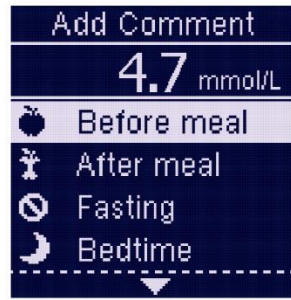 Add Comment
4.7 mmol/L
Before meal
After meal
Fasting
Bedtime